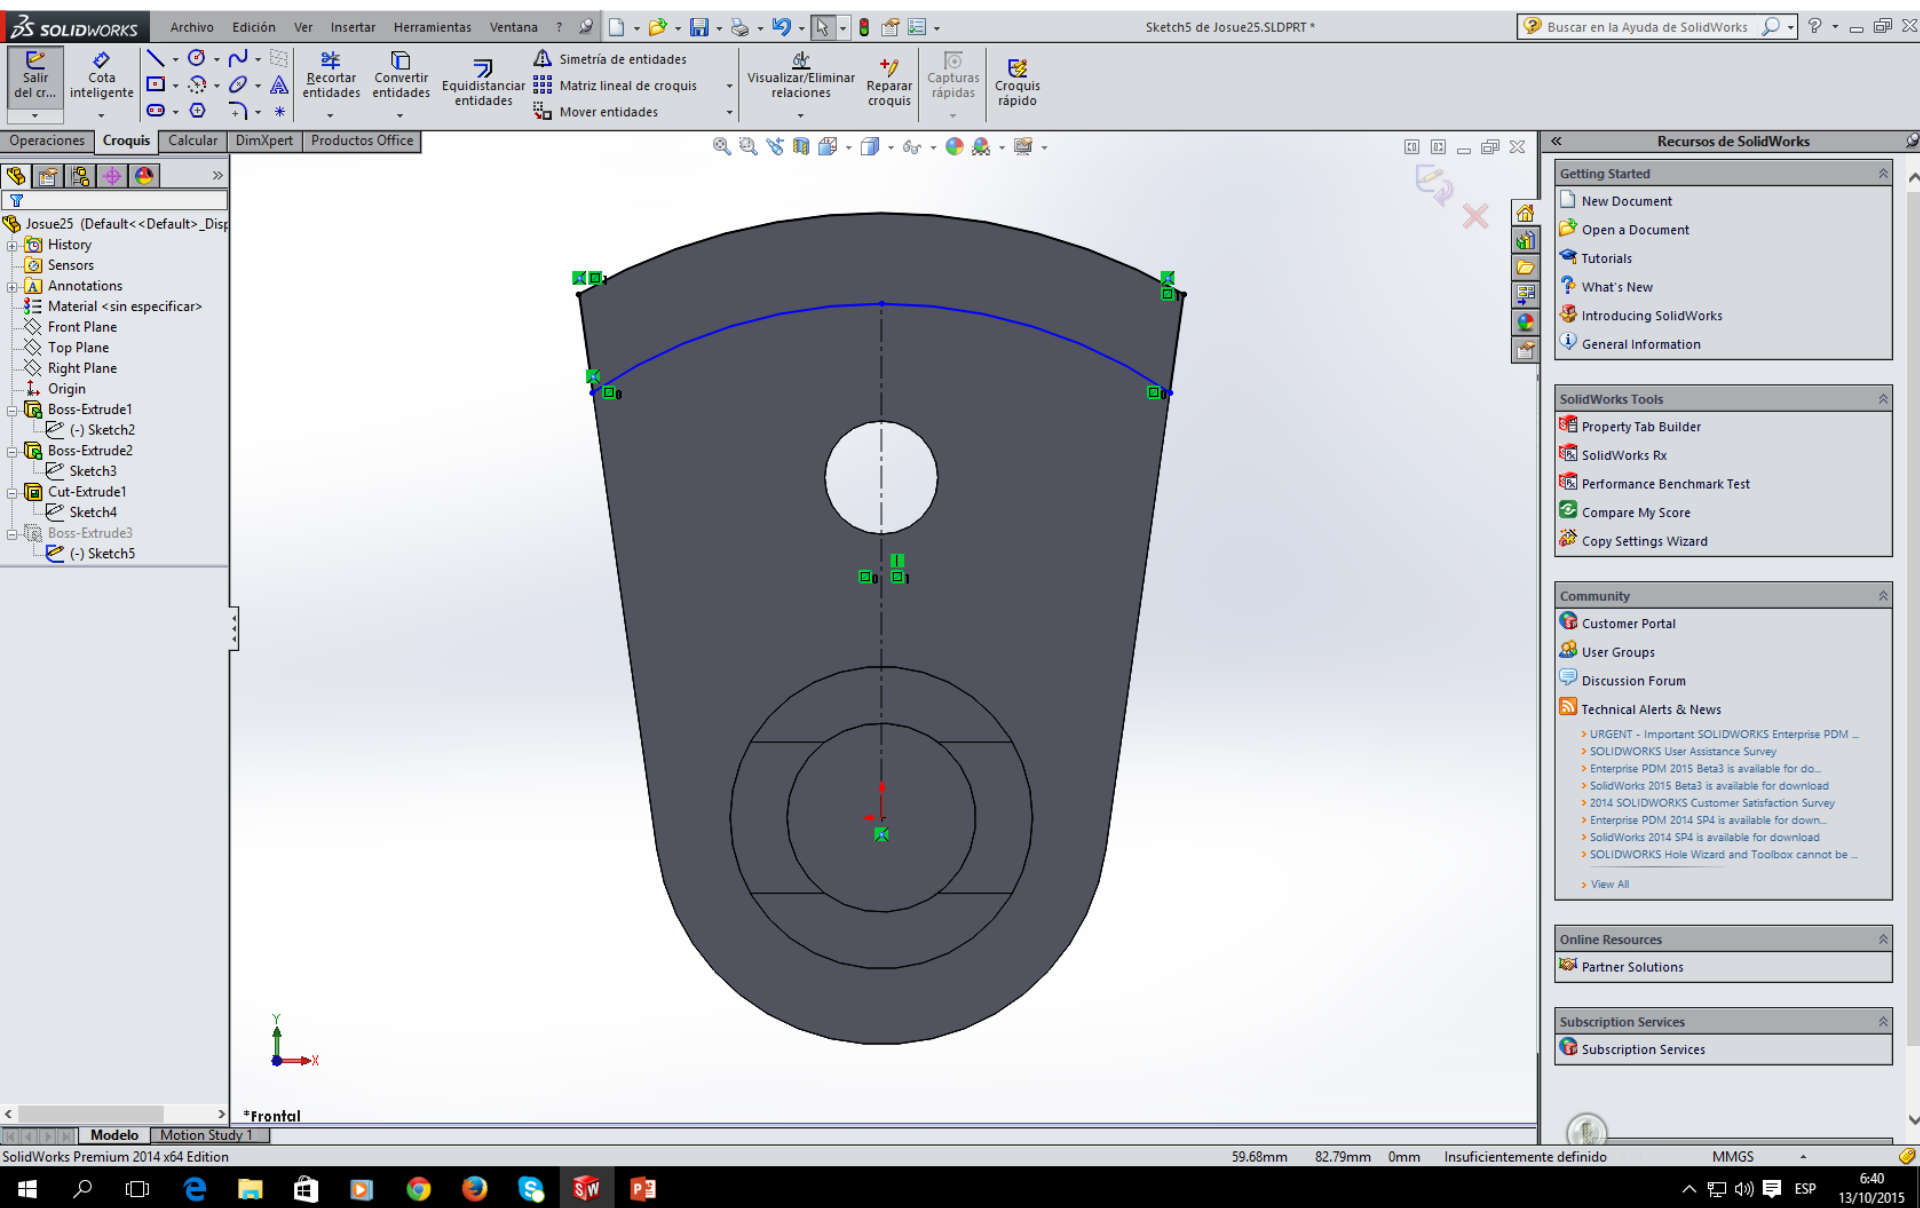 SOLIDWORKS
Archivo Edición Ver Insertar Herramientas Ventana ?
Sketch5 de Josue25.SLDPRT *
Buscar en la Ayuda de SolidWorks
Salir del cr...
Cota inteligente
Recortar entidades
Convertir entidades
Equidistanciar entidades
Simetría de entidades
Matriz lineal de croquis
Mover entidades
Visualizar/Eliminar relaciones
Reparar croquis
Capturas rápidas
Croquis rápido
Operaciones Croquis Calcular DimXpert Productos Office
Josue25 (Default<<Default>_Disp
History
Sensors
Annotations
Material <sin especificar>
Front Plane
Top Plane
Right Plane
Origin
Boss-Extrude1
(-) Sketch2
Boss-Extrude2
Sketch3
Cut-Extrude1
Sketch4
Boss-Extrude3
(-) Sketch5
Y
X
*Frontal
Modelo Motion Study 1
Recursos de SolidWorks
Getting Started
New Document
Open a Document
Tutorials
What's New
Introducing SolidWorks
General Information
SolidWorks Tools
Property Tab Builder
SolidWorks Rx
Performance Benchmark Test
Compare My Score
Copy Settings Wizard
Community
Customer Portal
User Groups
Discussion Forum
Technical Alerts & News
URGENT - Important SOLIDWORKS Enterprise PDM ...
SOLIDWORKS User Assistance Survey
Enterprise PDM 2015 Beta3 is available for do...
SolidWorks 2015 Beta3 is available for download
2014 SOLIDWORKS Customer Satisfaction Survey
Enterprise PDM 2014 SP4 is available for down...
SolidWorks 2014 SP4 is available for download
SOLIDWORKS Hole Wizard and Toolbox cannot be ...
View All
Online Resources
Partner Solutions
Subscription Services
Subscription Services
SolidWorks Premium 2014 x64 Edition
59.68mm 82.79mm 0mm Insuficientemente definido MMGS
ESP
6:40
13/10/2015